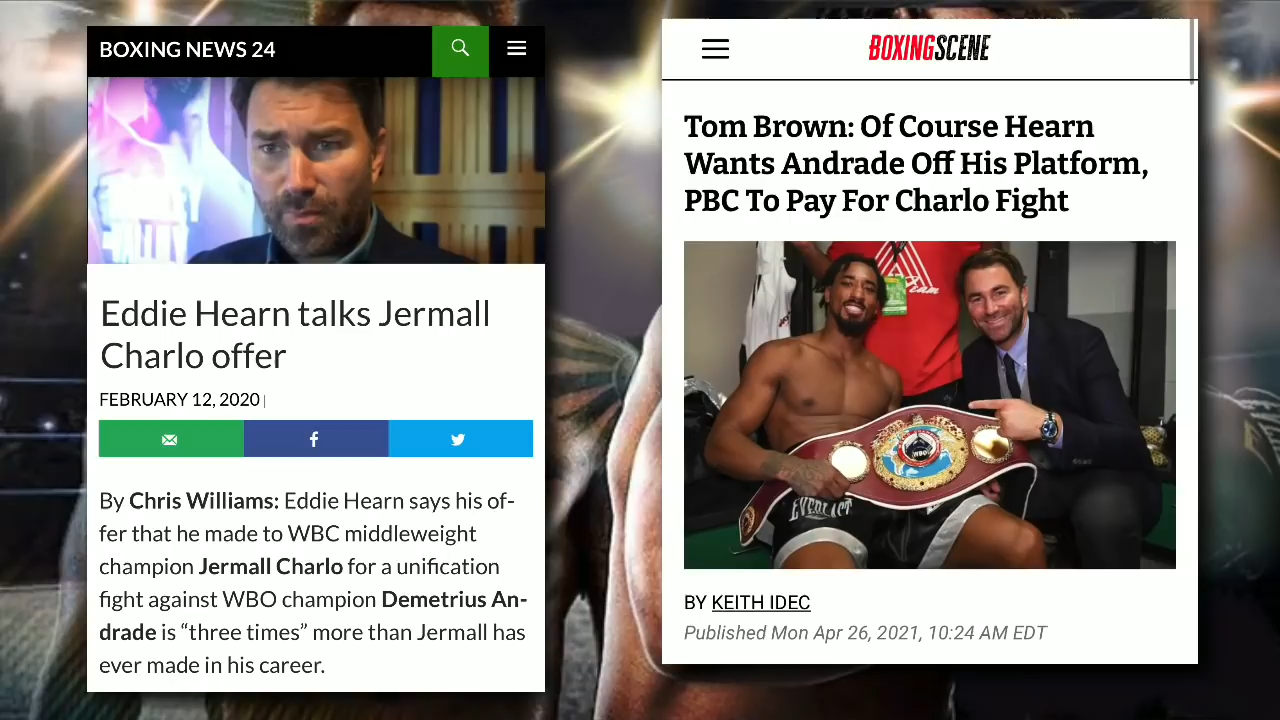 BOXING NEWS 24
Eddie Hearn talks Jermall
Charlo offer
FEBRUARY 12, 2020 |
By Chris Williams: Eddie Hearn says his of-
fer that he made to WBC middleweight
champion Jermall Charlo for a unification
fight against WBO champion Demetrius An-
drade is “three times” more than Jermall has
ever made in his career.
BOXINGSCENE
Tom Brown: Of Course Hearn
Wants Andrade Off His Platform,
PBC To Pay For Charlo Fight
Team
WBO
EVERLAST
BY KEITH IDEC
Published Mon Apr 26, 2021, 10:24 AM EDT